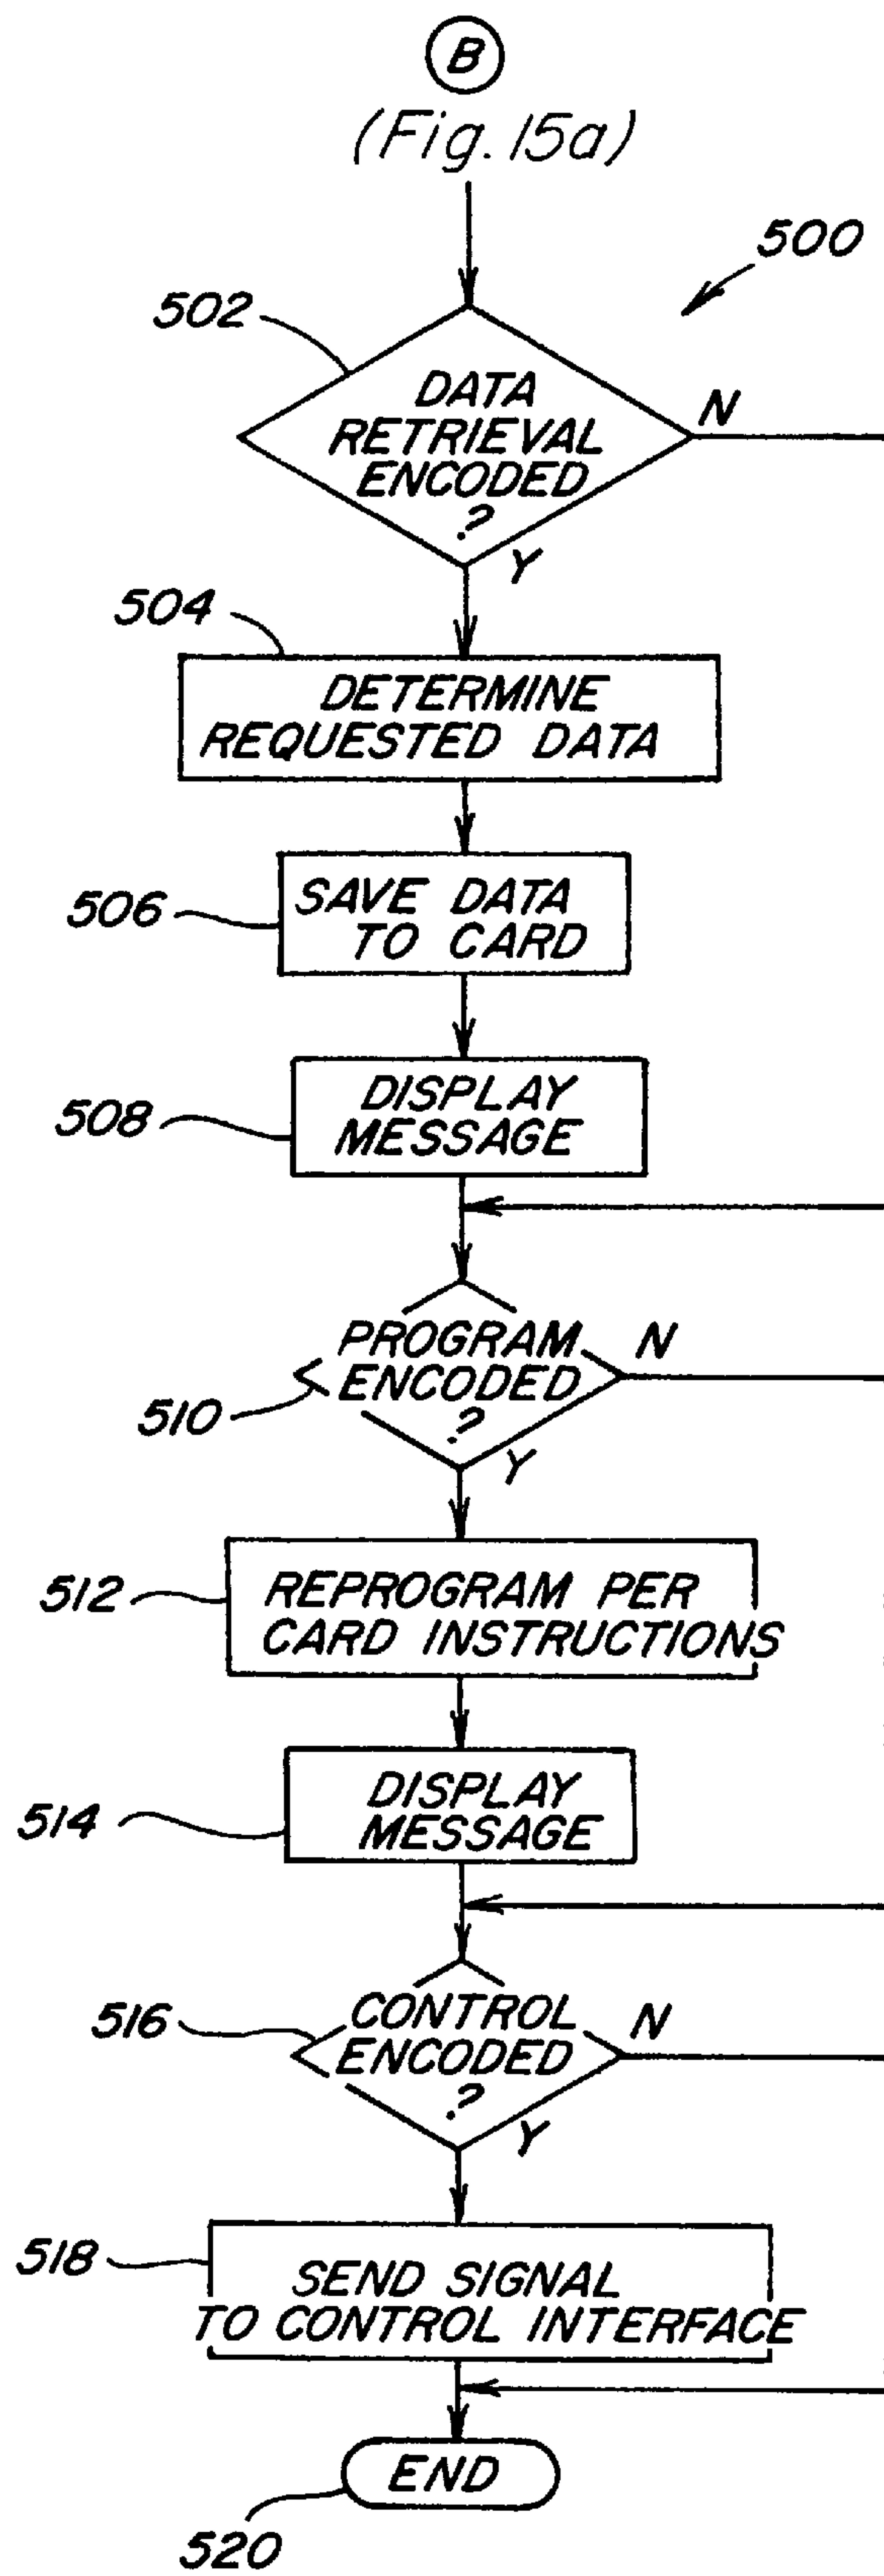 B
(Fig. 15a)
500
502
DATA
RETRIEVAL
ENCODED
?
N
Y
504
DETERMINE
REQUESTED DATA
506
SAVE DATA
TO CARD
508
DISPLAY
MESSAGE
PROGRAM
ENCODED
?
N
510
Y
512
REPROGRAM PER
CARD INSTRUCTIONS
514
DISPLAY
MESSAGE
516
CONTROL
ENCODED
?
N
Y
518
SEND SIGNAL
TO CONTROL INTERFACE
END
520